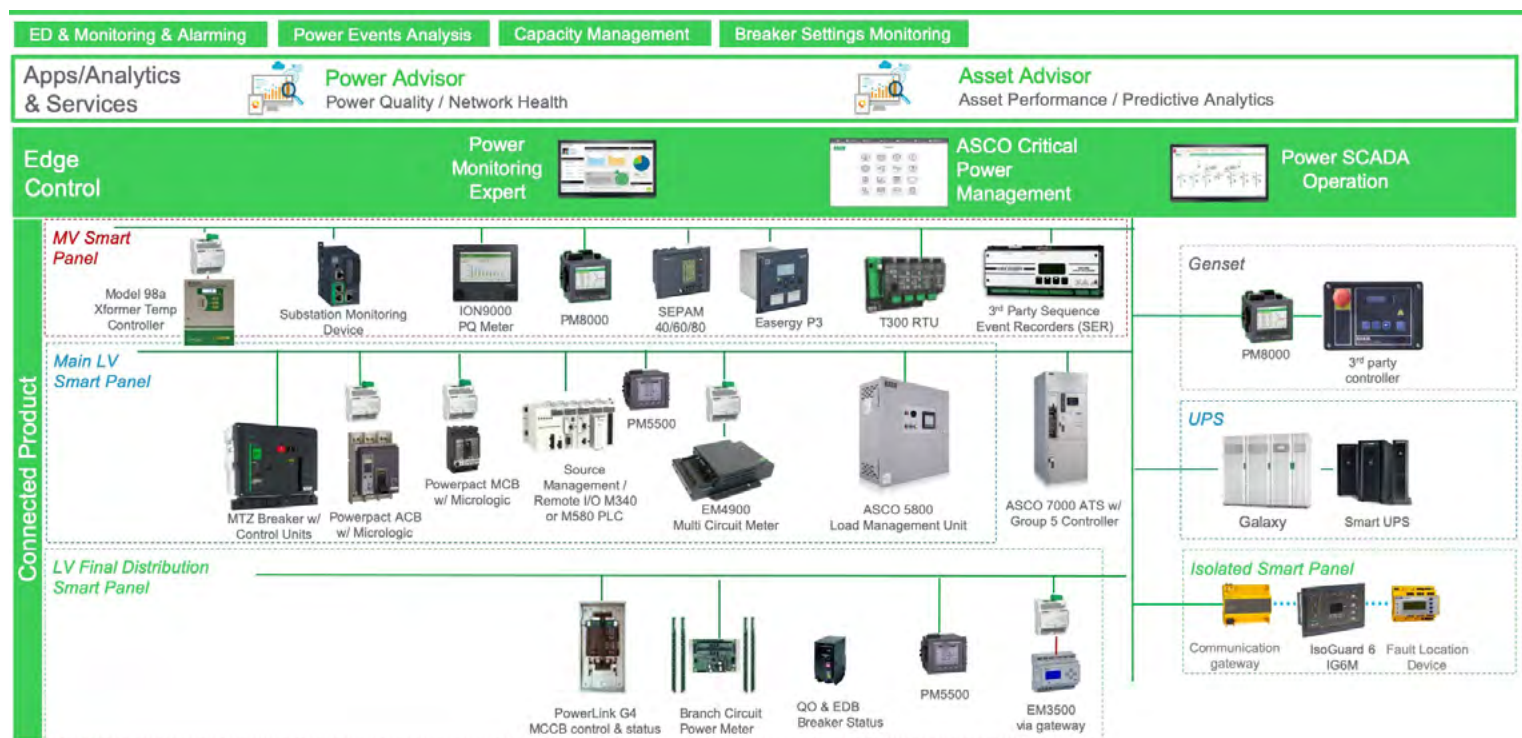 ED & Monitoring & Alarming
Power Events Analysis
Capacity Management
Breaker Settings Monitoring
Apps/Analytics
& Services
Power Advisor
Power Quality / Network Health
Asset Advisor
Asset Performance / Predictive Analytics
Edge
Control
Power
Monitoring
Expert
ASCO Critical
Power
Management
Power SCADA
Operation
Connected Product
MV Smart
Panel
Model 98a
Xformer Temp
Controller
Substation Monitoring
Device
ION9000
PQ Meter
PM8000
SEPAM
40/60/80
Easergy P3
T300 RTU
3rd Party Sequence
Event Recorders (SER)
Genset
PM8000
3rd party
controller
Main LV
Smart Panel
MTZ Breaker w/
Control Units
Powerpact ACB
w/ Micrologic
Powerpact MCB
w/ Micrologic
Source
Management /
Remote I/O M340
or M580 PLC
PM5500
EM4900
Multi Circuit Meter
ASCO 5800
Load Management Unit
ASCO 7000 ATS w/
Group 5 Controller
UPS
Galaxy
Smart UPS
LV Final Distribution
Smart Panel
PowerLink G4
MCCB control & status
Branch Circuit
Power Meter
QO & EDB
Breaker Status
PM5500
EM3500
via gateway
Isolated Smart Panel
Communication
gateway
IsoGuard 6
IG6M
Fault Location
Device